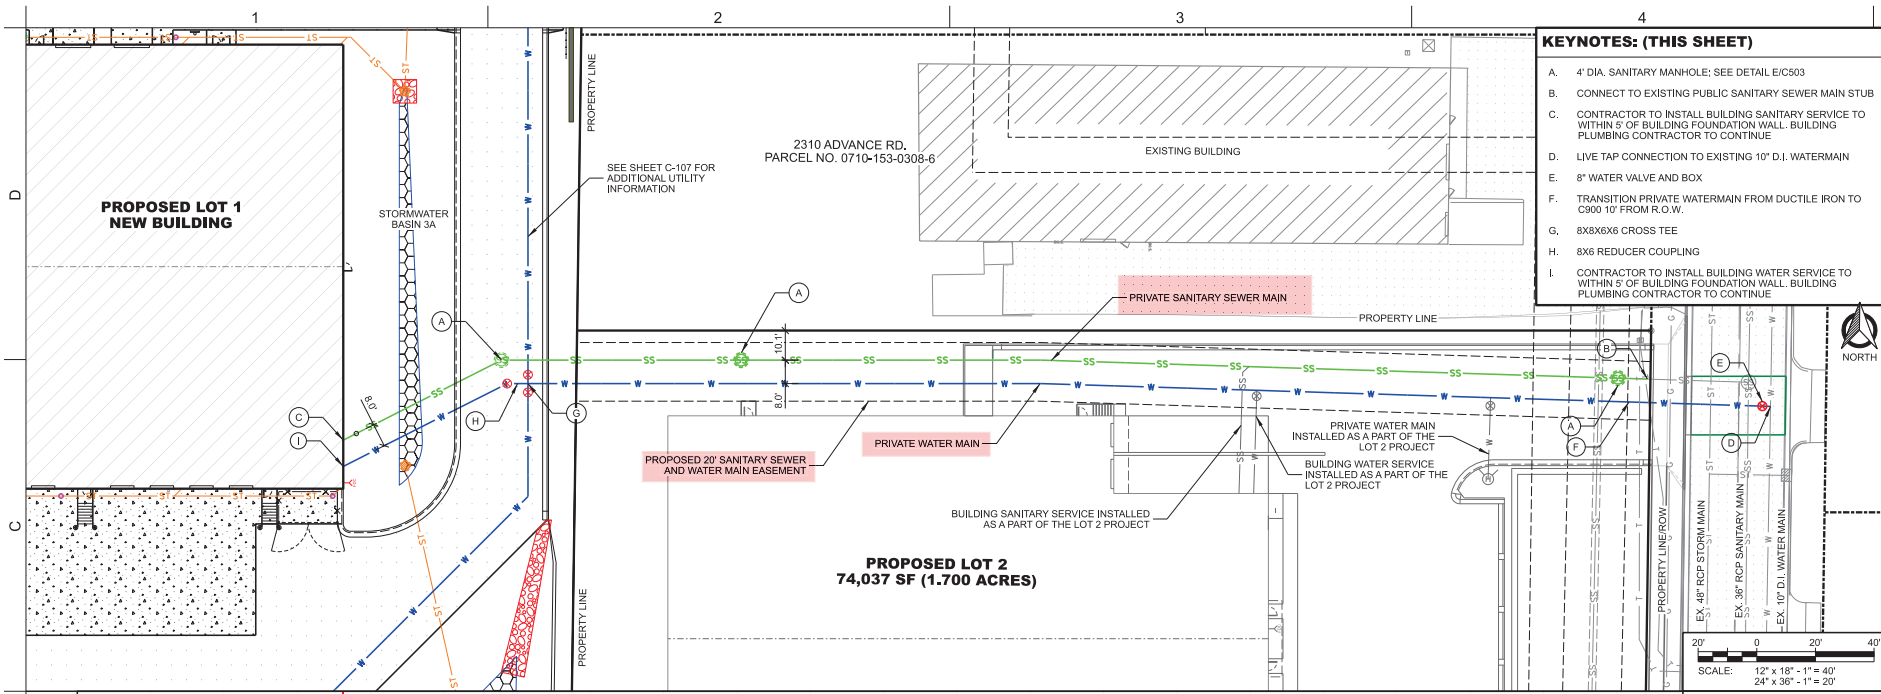 1
2
3
4
D
C
KEYNOTES: (THIS SHEET)
A. 4' DIA. SANITARY MANHOLE; SEE DETAIL E/C503
B. CONNECT TO EXISTING PUBLIC SANITARY SEWER MAIN STUB
C. CONTRACTOR TO INSTALL BUILDING SANITARY SERVICE TO
WITHIN 5' OF BUILDING FOUNDATION WALL. BUILDING
PLUMBING CONTRACTOR TO CONTINUE
D. LIVE TAP CONNECTION TO EXISTING 10" D.I. WATERMAIN
E. 8" WATER VALVE AND BOX
F. TRANSITION PRIVATE WATERMAIN FROM DUCTILE IRON TO
C900 10' FROM R.O.W.
G. 8X8X6X6 CROSS TEE
H. 8X6 REDUCER COUPLING
I. CONTRACTOR TO INSTALL BUILDING WATER SERVICE TO
WITHIN 5' OF BUILDING FOUNDATION WALL. BUILDING
PLUMBING CONTRACTOR TO CONTINUE
NORTH
PROPERTY LINE
2310 ADVANCE RD.
PARCEL NO. 0710-153-0308-6
EXISTING BUILDING
SEE SHEET C-107 FOR
ADDITIONAL UTILITY
INFORMATION
PROPOSED LOT 1
NEW BUILDING
STORMWATER
BASIN 3A
PRIVATE SANITARY SEWER MAIN
PROPERTY LINE
A
A
B
E
10.1'
8.0'
8.0'
C
I
H
G
A
F
D
PRIVATE WATER MAIN
PROPOSED 20' SANITARY SEWER
AND WATER MAIN EASEMENT
PRIVATE WATER MAIN
INSTALLED AS A PART OF THE
LOT 2 PROJECT
BUILDING WATER SERVICE
INSTALLED AS A PART OF THE
LOT 2 PROJECT
BUILDING SANITARY SERVICE INSTALLED
AS A PART OF THE LOT 2 PROJECT
PROPOSED LOT 2
74,037 SF (1.700 ACRES)
PROPERTY LINE
PROPERTY LINE/ROW
EX. 48" RCP STORM MAIN
EX. 36" RCP SANITARY MAIN
EX. 10" D.I. WATER MAIN
20' 0 20' 40'
SCALE: 12" x 18" - 1" = 40'
24" x 36" - 1" = 20'